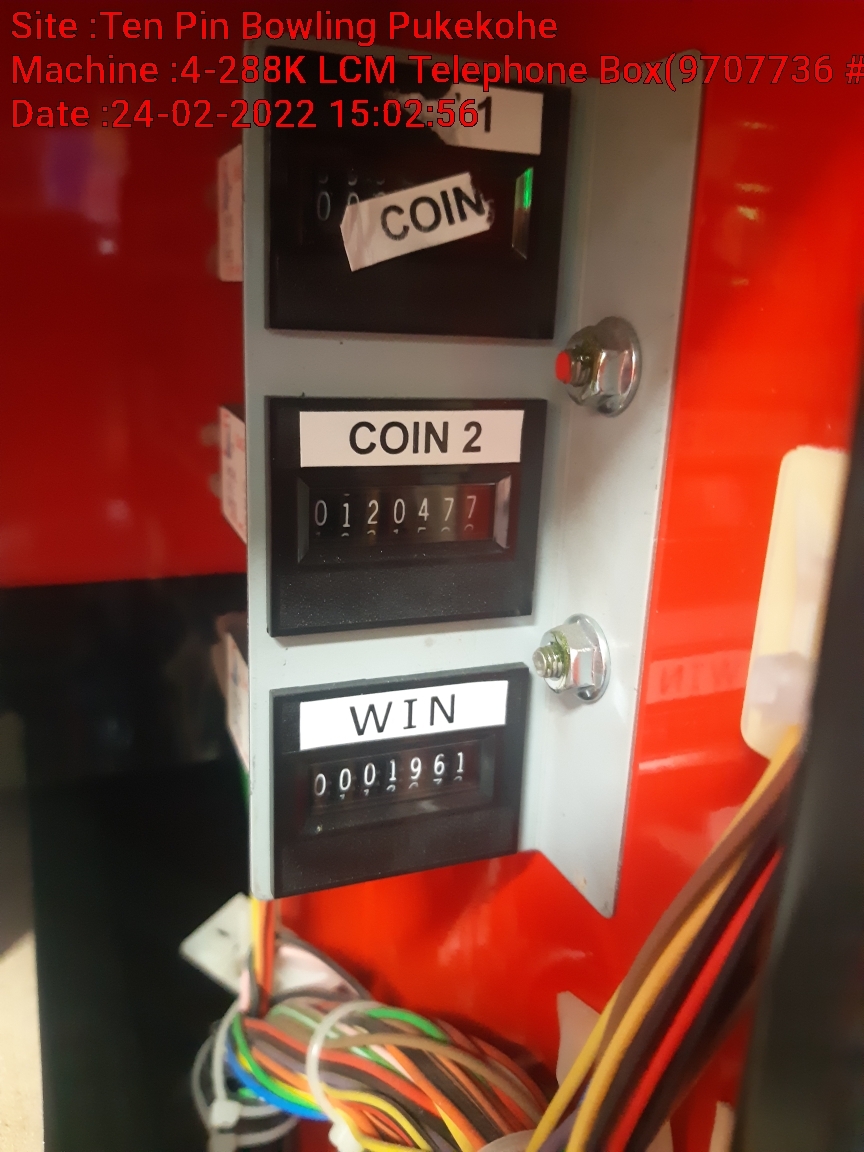 Site :Ten Pin Bowling Pukekohe
Machine :4-288K LCM Telephone Box(9707736 #
Date :24-02-2022 15:02:56
1
COIN
COIN 2
0120477
WIN
0001961